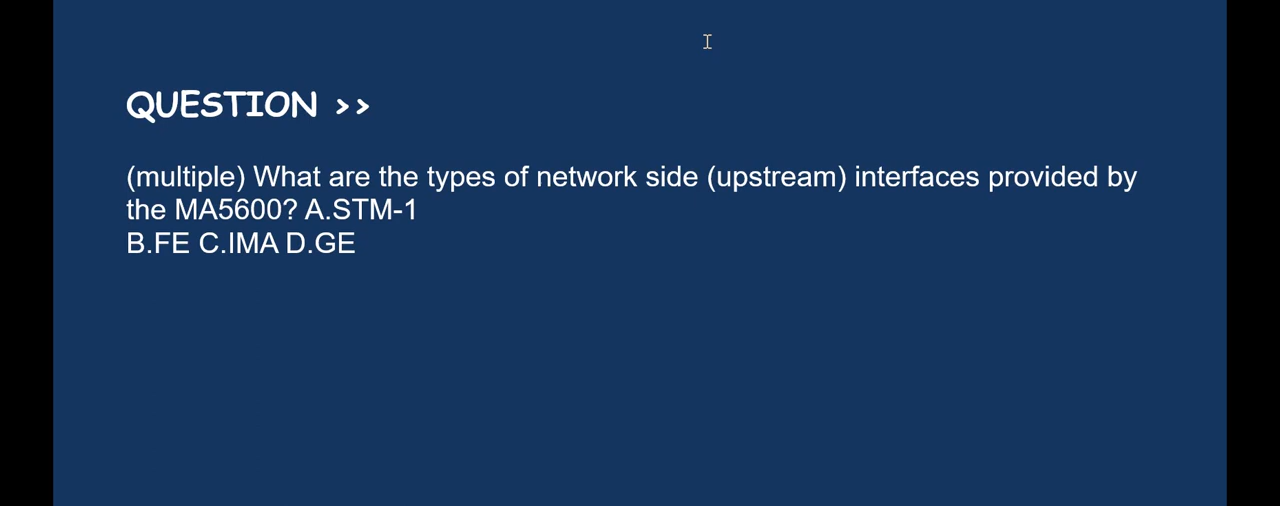 QUESTION >>
(multiple) What are the types of network side (upstream) interfaces provided by
the MA5600? A.STM-1
B.FE C.IMA D.GE